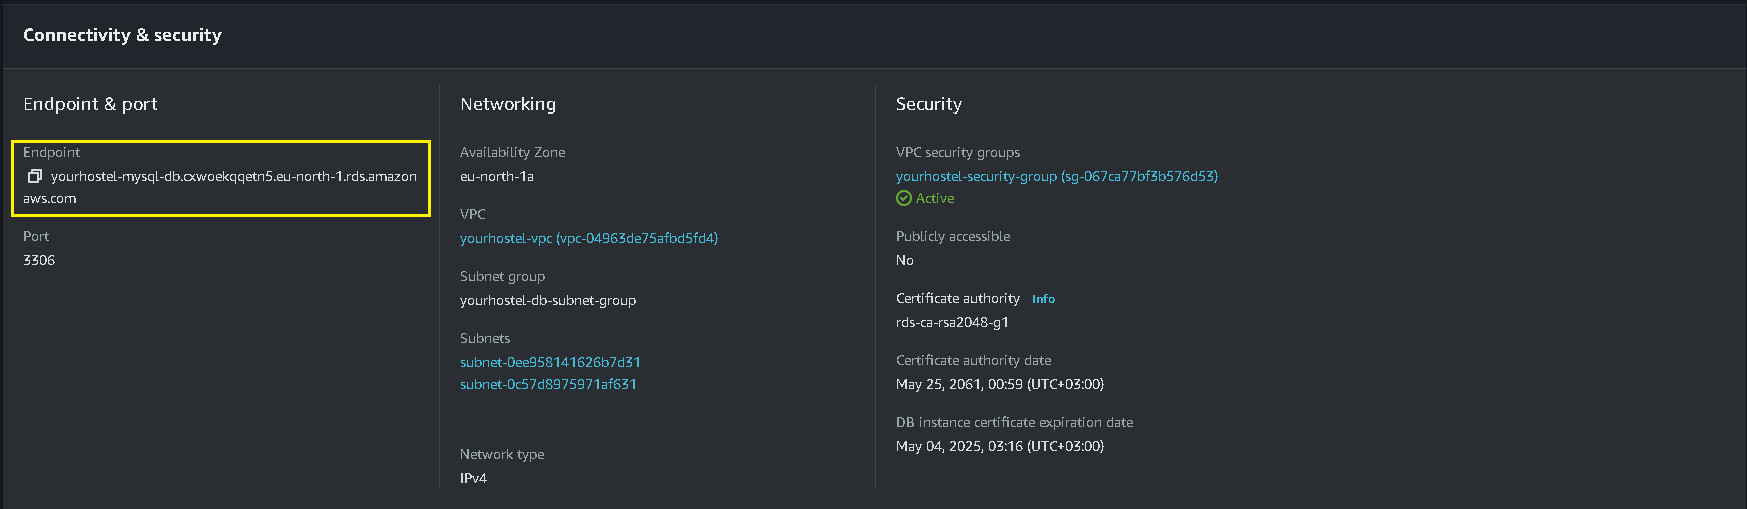 Connectivity & security
Endpoint & port
Endpoint
yourhostel-mysql-db.cxwoekqqetn5.eu-north-1.rds.amazon
aws.com
Port
3306
Networking
Availability Zone
eu-north-1a
VPC
yourhostel-vpc (vpc-04963de75afbd5fd4)
Subnet group
yourhostel-db-subnet-group
Subnets
subnet-0ee958141626b7d31
subnet-0c57d8975971af631
Network type
IPv4
Security
VPC security groups
yourhostel-security-group (sg-067ca77bf3b576d53)
Active
Publicly accessible
No
Certificate authority Info
rds-ca-rsa2048-g1
Certificate authority date
May 25, 2061, 00:59 (UTC+03:00)
DB instance certificate expiration date
May 04, 2025, 03:16 (UTC+03:00)